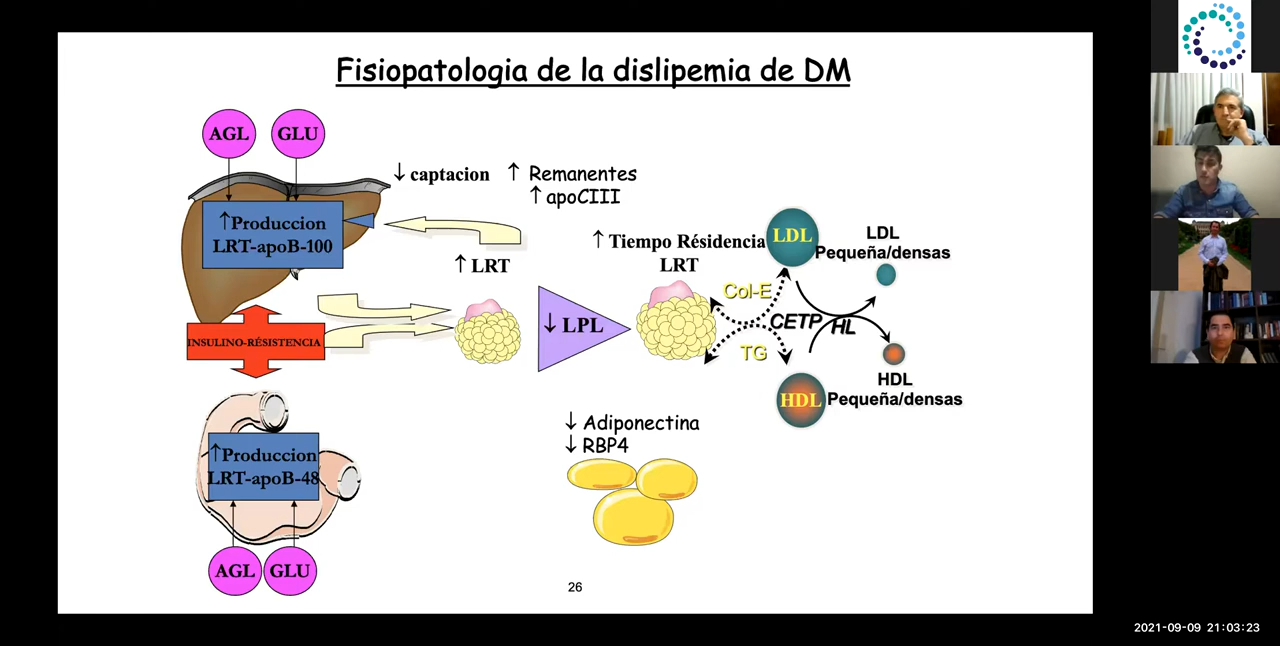 Fisiopatologia de la dislipemia de DM
AGL
GLU
↓ captacion
↑ Remanentes
↑ apoCIII
↑Produccion
LRT-apoB-100
↑ LRT
INSULINO-RÉSISTENCIA
↓ LPL
↑ Tiempo Résidencia
LRT
LDL
LDL
Pequeña/densas
Col-E
CETP
HL
TG
HDL
HDL
Pequeña/densas
↓ Adiponectina
↓ RBP4
↑Produccion
LRT-apoB-48
AGL
GLU
26
2021-09-09 21:03:23